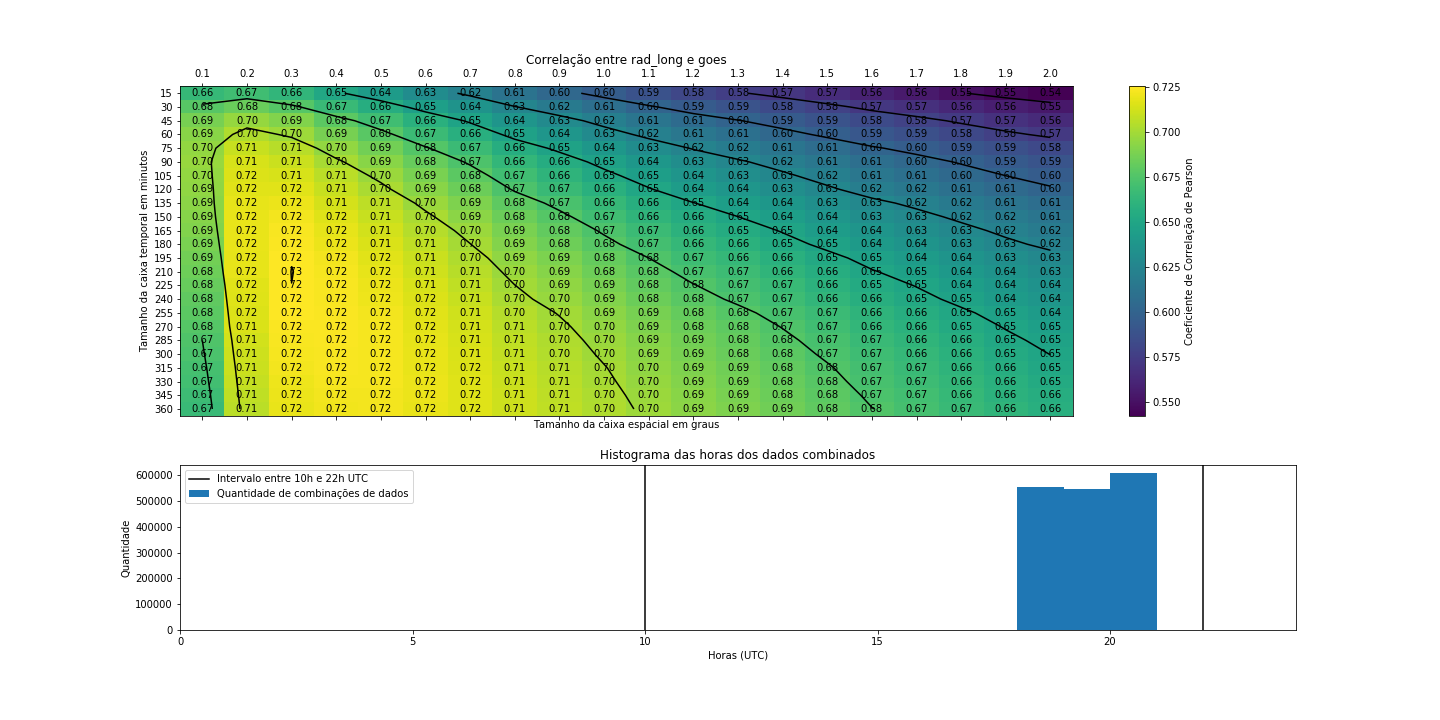 Correlação entre rad_long e goes
0.1 0.2 0.3 0.4 0.5 0.6 0.7 0.8 0.9 1.0 1.1 1.2 1.3 1.4 1.5 1.6 1.7 1.8 1.9 2.0
15 0.66 0.67 0.66 0.65 0.64 0.63 0.62 0.61 0.60 0.60 0.59 0.58 0.58 0.57 0.57 0.56 0.56 0.55 0.55 0.54
30 0.68 0.68 0.68 0.67 0.66 0.65 0.64 0.63 0.62 0.61 0.60 0.59 0.59 0.58 0.58 0.57 0.57 0.56 0.56 0.55
45 0.69 0.70 0.69 0.68 0.67 0.66 0.65 0.64 0.63 0.62 0.61 0.61 0.60 0.59 0.59 0.58 0.58 0.57 0.57 0.56
60 0.69 0.70 0.70 0.69 0.68 0.67 0.66 0.65 0.64 0.63 0.62 0.61 0.61 0.60 0.60 0.59 0.59 0.58 0.58 0.57
75 0.70 0.71 0.71 0.70 0.69 0.68 0.67 0.66 0.65 0.64 0.63 0.62 0.62 0.61 0.61 0.60 0.60 0.59 0.59 0.58
90 0.70 0.71 0.71 0.70 0.69 0.68 0.67 0.66 0.66 0.65 0.64 0.63 0.63 0.62 0.61 0.61 0.60 0.60 0.59 0.59
105 0.70 0.72 0.71 0.71 0.70 0.69 0.68 0.67 0.66 0.65 0.65 0.64 0.63 0.63 0.62 0.61 0.61 0.60 0.60 0.60
120 0.69 0.72 0.72 0.71 0.70 0.69 0.68 0.67 0.67 0.66 0.65 0.64 0.64 0.63 0.63 0.62 0.62 0.61 0.61 0.60
135 0.69 0.72 0.72 0.71 0.71 0.70 0.69 0.68 0.67 0.66 0.66 0.65 0.64 0.64 0.63 0.63 0.62 0.62 0.61 0.61
150 0.69 0.72 0.72 0.72 0.71 0.70 0.69 0.68 0.68 0.67 0.66 0.66 0.65 0.64 0.64 0.63 0.63 0.62 0.62 0.61
165 0.69 0.72 0.72 0.72 0.71 0.70 0.70 0.69 0.68 0.67 0.67 0.66 0.65 0.65 0.64 0.64 0.63 0.63 0.62 0.62
180 0.69 0.72 0.72 0.72 0.71 0.71 0.70 0.69 0.68 0.68 0.67 0.66 0.66 0.65 0.65 0.64 0.64 0.63 0.63 0.62
195 0.69 0.72 0.72 0.72 0.72 0.71 0.70 0.69 0.69 0.68 0.68 0.67 0.66 0.66 0.65 0.65 0.64 0.64 0.63 0.63
210 0.68 0.72 0.73 0.72 0.72 0.71 0.71 0.70 0.69 0.68 0.68 0.67 0.67 0.66 0.66 0.65 0.65 0.64 0.64 0.63
225 0.68 0.72 0.72 0.72 0.72 0.71 0.71 0.70 0.69 0.69 0.68 0.68 0.67 0.66 0.66 0.65 0.65 0.64 0.64 0.64
240 0.68 0.72 0.72 0.72 0.72 0.72 0.71 0.70 0.70 0.69 0.68 0.68 0.67 0.67 0.66 0.66 0.65 0.65 0.64 0.64
255 0.68 0.72 0.72 0.72 0.72 0.72 0.71 0.70 0.70 0.69 0.69 0.68 0.68 0.67 0.67 0.66 0.66 0.65 0.65 0.64
270 0.68 0.71 0.72 0.72 0.72 0.72 0.71 0.71 0.70 0.70 0.69 0.68 0.68 0.67 0.67 0.66 0.66 0.65 0.65 0.65
285 0.67 0.71 0.72 0.72 0.72 0.72 0.71 0.71 0.70 0.70 0.69 0.69 0.68 0.68 0.67 0.67 0.66 0.66 0.65 0.65
300 0.67 0.71 0.72 0.72 0.72 0.72 0.71 0.71 0.70 0.70 0.69 0.69 0.68 0.68 0.67 0.67 0.66 0.66 0.65 0.65
315 0.67 0.71 0.72 0.72 0.72 0.72 0.72 0.71 0.71 0.70 0.70 0.69 0.69 0.68 0.68 0.67 0.67 0.66 0.66 0.65
330 0.67 0.71 0.72 0.72 0.72 0.72 0.72 0.71 0.71 0.70 0.70 0.69 0.69 0.68 0.68 0.67 0.67 0.66 0.66 0.65
345 0.67 0.71 0.72 0.72 0.72 0.72 0.72 0.71 0.71 0.70 0.70 0.69 0.69 0.69 0.68 0.67 0.67 0.66 0.66 0.66
360 0.67 0.71 0.72 0.72 0.72 0.72 0.72 0.71 0.71 0.70 0.70 0.69 0.69 0.69 0.68 0.68 0.67 0.67 0.66 0.66
Tamanho da caixa temporal em minutos
Tamanho da caixa espacial em graus
0.725
0.700
0.675
0.650
0.625
0.600
0.575
0.550
Coeficiente de Correlação de Pearson
Histograma das horas dos dados combinados
Intervalo entre 10h e 22h UTC
Quantidade de combinações de dados
600000
500000
400000
300000
200000
100000
0
Quantidade
0 5 10 15 20
Horas (UTC)